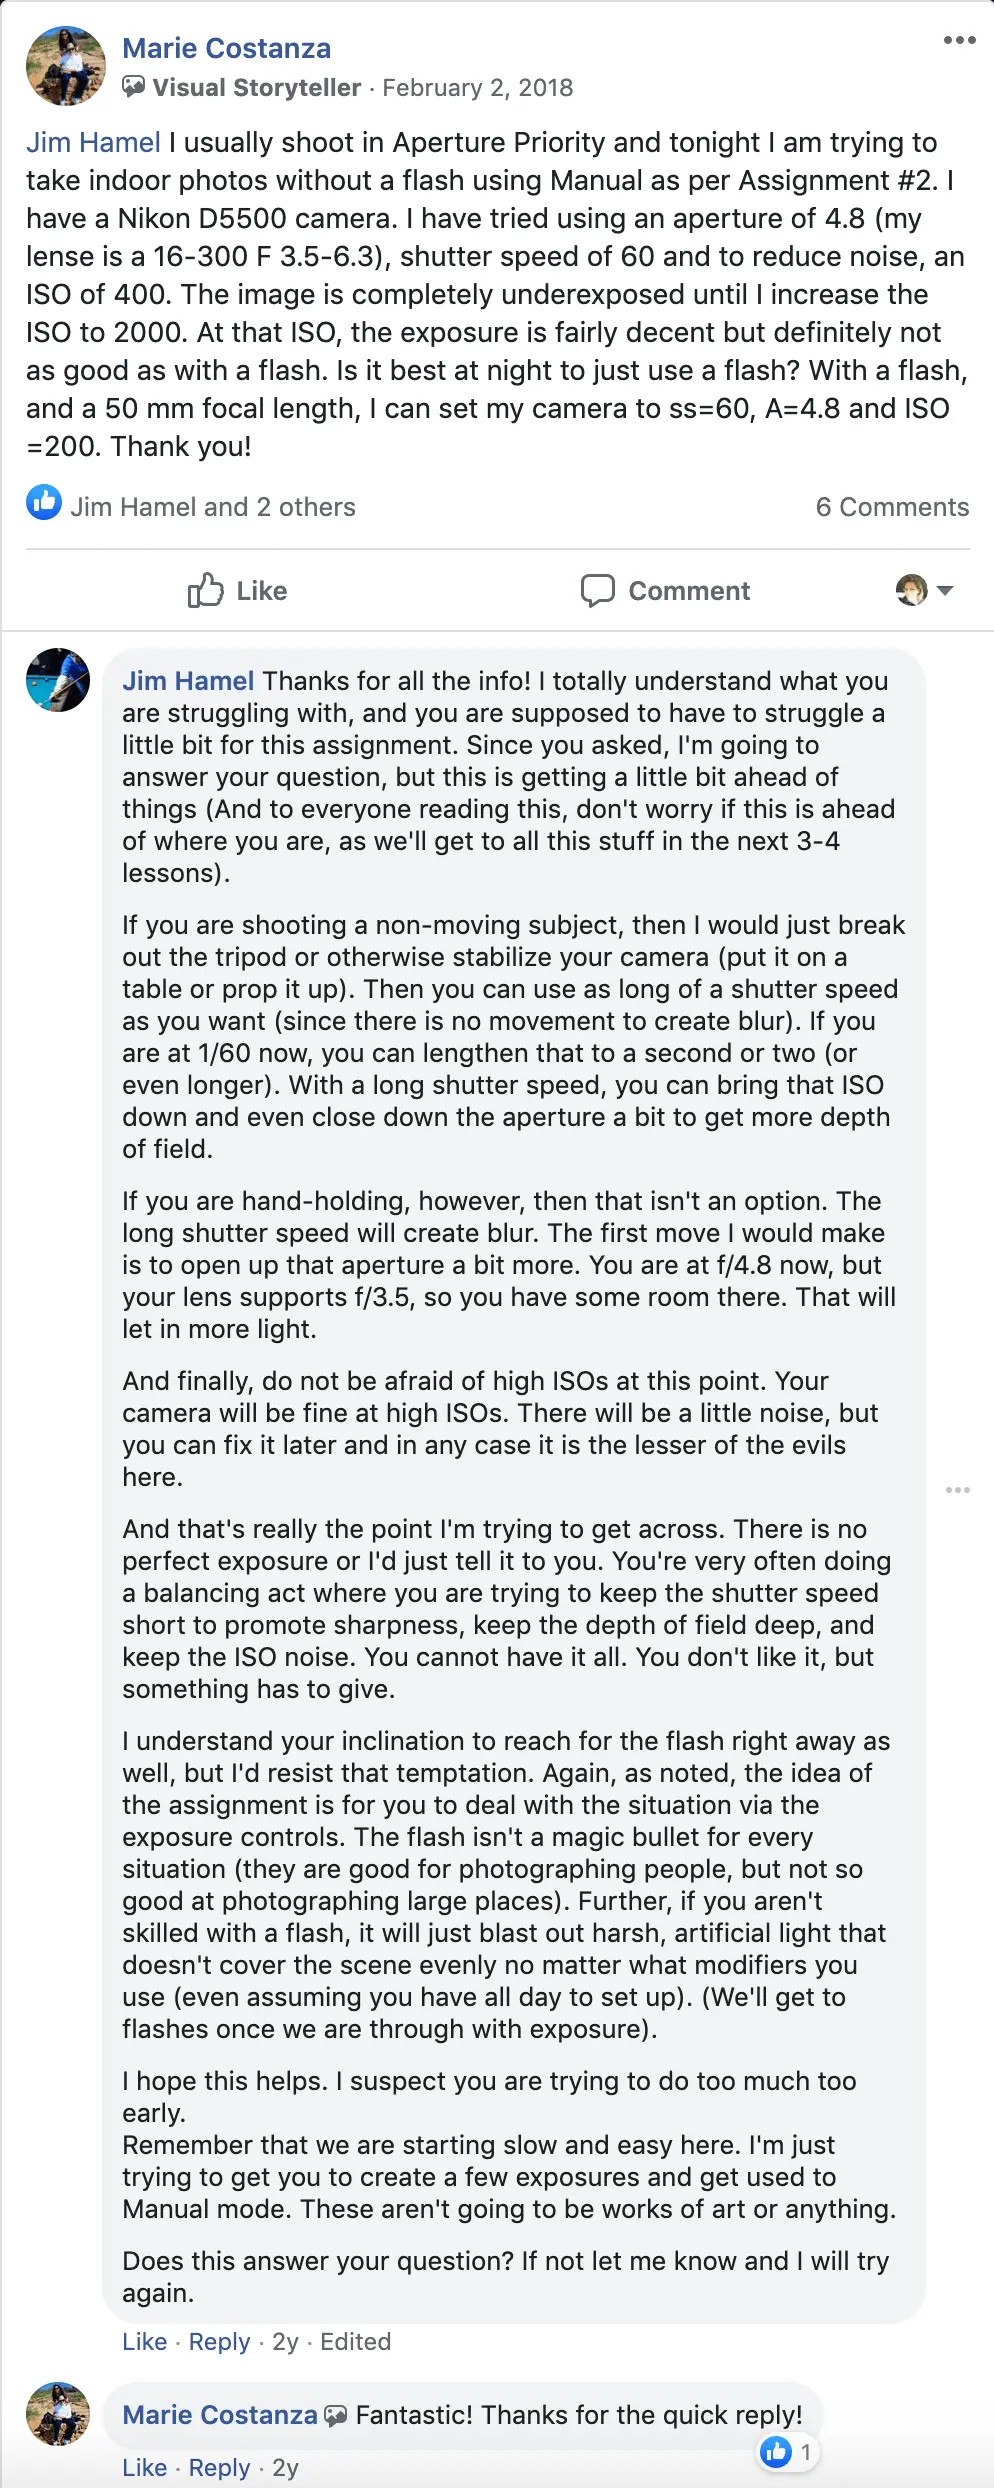 Marie Costanza
Visual Storyteller · February 2, 2018
Jim Hamel I usually shoot in Aperture Priority and tonight I am trying to
take indoor photos without a flash using Manual as per Assignment #2. I
have a Nikon D5500 camera. I have tried using an aperture of 4.8 (my
lense is a 16-300 F 3.5-6.3), shutter speed of 60 and to reduce noise, an
ISO of 400. The image is completely underexposed until I increase the
ISO to 2000. At that ISO, the exposure is fairly decent but definitely not
as good as with a flash. Is it best at night to just use a flash? With a flash,
and a 50 mm focal length, I can set my camera to ss=60, A=4.8 and ISO
=200. Thank you!
Jim Hamel and 2 others 6 Comments
Like Comment
Jim Hamel Thanks for all the info! I totally understand what you
are struggling with, and you are supposed to have to struggle a
little bit for this assignment. Since you asked, I'm going to
answer your question, but this is getting a little bit ahead of
things (And to everyone reading this, don't worry if this is ahead
of where you are, as we'll get to all this stuff in the next 3-4
lessons).
If you are shooting a non-moving subject, then I would just break
out the tripod or otherwise stabilize your camera (put it on a
table or prop it up). Then you can use as long of a shutter speed
as you want (since there is no movement to create blur). If you
are at 1/60 now, you can lengthen that to a second or two (or
even longer). With a long shutter speed, you can bring that ISO
down and even close down the aperture a bit to get more depth
of field.
If you are hand-holding, however, then that isn't an option. The
long shutter speed will create blur. The first move I would make
is to open up that aperture a bit more. You are at f/4.8 now, but
your lens supports f/3.5, so you have some room there. That will
let in more light.
And finally, do not be afraid of high ISOs at this point. Your
camera will be fine at high ISOs. There will be a little noise, but
you can fix it later and in any case it is the lesser of the evils
here.
And that's really the point I'm trying to get across. There is no
perfect exposure or I'd just tell it to you. You're very often doing
a balancing act where you are trying to keep the shutter speed
short to promote sharpness, keep the depth of field deep, and
keep the ISO noise. You cannot have it all. You don't like it, but
something has to give.
I understand your inclination to reach for the flash right away as
well, but I'd resist that temptation. Again, as noted, the idea of
the assignment is for you to deal with the situation via the
exposure controls. The flash isn't a magic bullet for every
situation (they are good for photographing people, but not so
good at photographing large places). Further, if you aren't
skilled with a flash, it will just blast out harsh, artificial light that
doesn't cover the scene evenly no matter what modifiers you
use (even assuming you have all day to set up). (We'll get to
flashes once we are through with exposure).
I hope this helps. I suspect you are trying to do too much too
early.
Remember that we are starting slow and easy here. I'm just
trying to get you to create a few exposures and get used to
Manual mode. These aren't going to be works of art or anything.
Does this answer your question? If not let me know and I will try
again.
Like · Reply · 2y · Edited
Marie Costanza Fantastic! Thanks for the quick reply!
1
Like · Reply · 2y